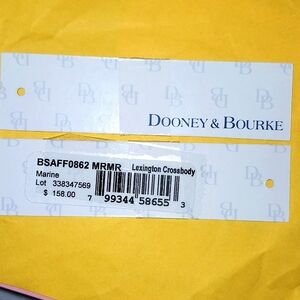 DOONEY & BOURKE
BSAFF0862 MRMR Lexington Crossbody
Marine
Lot 338347569
$ 158.00
7 99344 58655 3